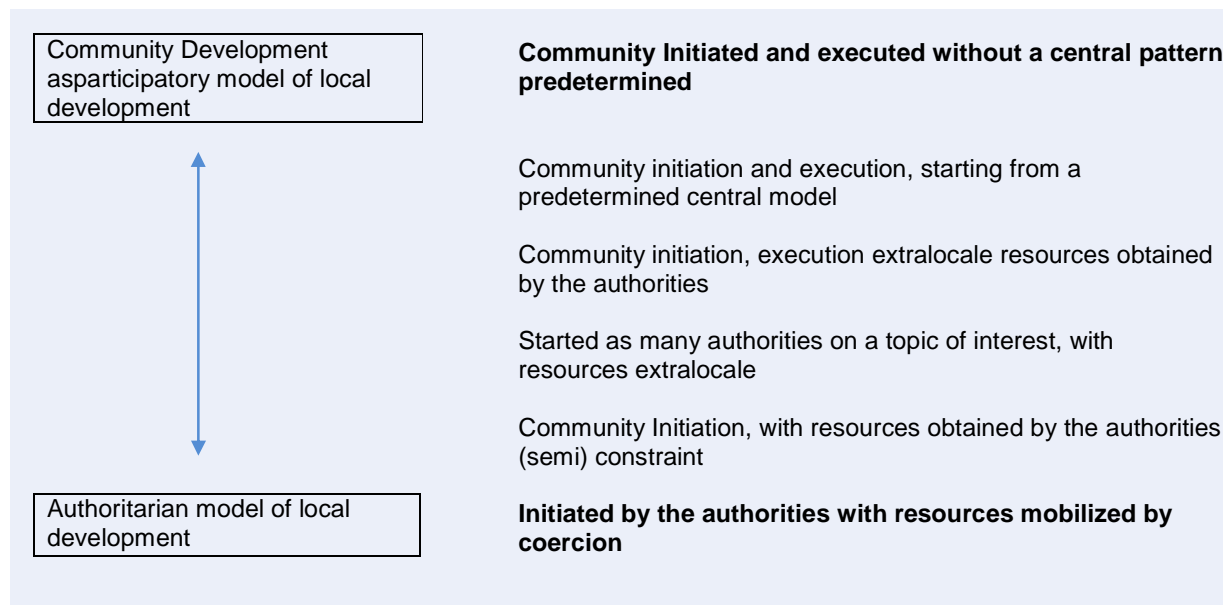 Community Development
asparticipatory model of local
development
Community Initiated and executed without a central pattern
predetermined
Community initiation and execution, starting from a
predetermined central model
Community initiation, execution extralocale resources obtained
by the authorities
Started as many authorities on a topic of interest, with
resources extralocale
Community Initiation, with resources obtained by the authorities
(semi) constraint
Authoritarian model of local
development
Initiated by the authorities with resources mobilized by
coercion